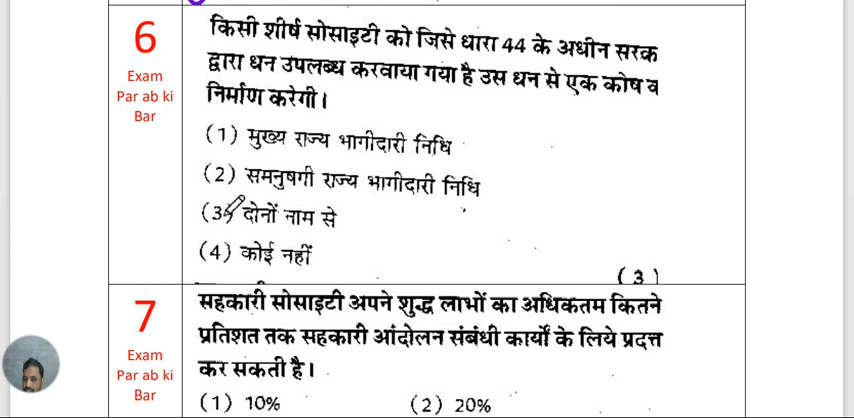 6
Exam
Par ab ki
Bar
किसी शीर्ष सोसाइटी को जिसे धारा 44 के अधीन सरक
द्वारा धन उपलब्ध करवाया गया है उस धन से एक कोष व
निर्माण करेगी।
(1) मुख्य राज्य भागीदारी निधि
(2) समनुषगी राज्य भागीदारी निधि
(3) दोनों नाम से
(4) कोई नहीं
(3)
7
Exam
Par ab ki
Bar
सहकारी सोसाइटी अपने शुद्ध लाभों का अधिकतम कितने
प्रतिशत तक सहकारी आंदोलन संबंधी कार्यो के लिये प्रदत्त
कर सकती है।
(1) 10% (2) 20%